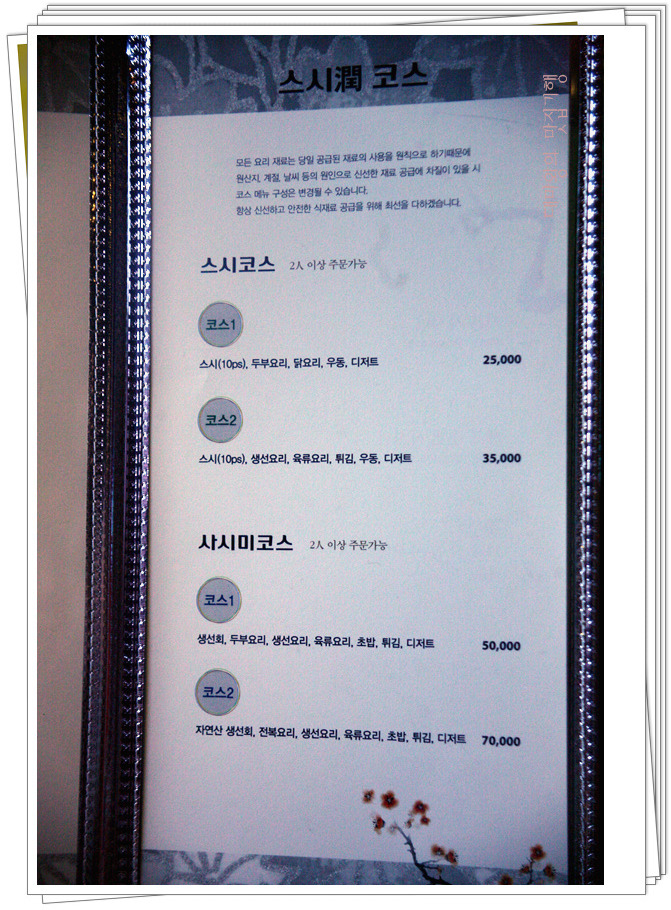 스시潤 코스
모든 요리 재료는 당일 공급된 재료의 사용을 원칙으로 하기때문에
원산지, 계절, 날씨 등의 원인으로 신선한 재료 공급에 차질이 있을 시
코스 메뉴 구성은 변경될 수 있습니다.
항상 신선하고 안전한 식재료 공급을 위해 최선을 다하겠습니다.
스시코스 2人 이상 주문가능
코스1
스시(10ps), 두부요리, 닭요리, 우동, 디저트 25,000
코스2
스시(10ps), 생선요리, 육류요리, 튀김, 우동, 디저트 35,000
사시미코스 2人 이상 주문가능
코스1
생선회, 두부요리, 생선요리, 육류요리, 초밥, 튀김, 디저트 50,000
코스2
자연산 생선회, 전복요리, 생선요리, 육류요리, 초밥, 튀김, 디저트 70,000